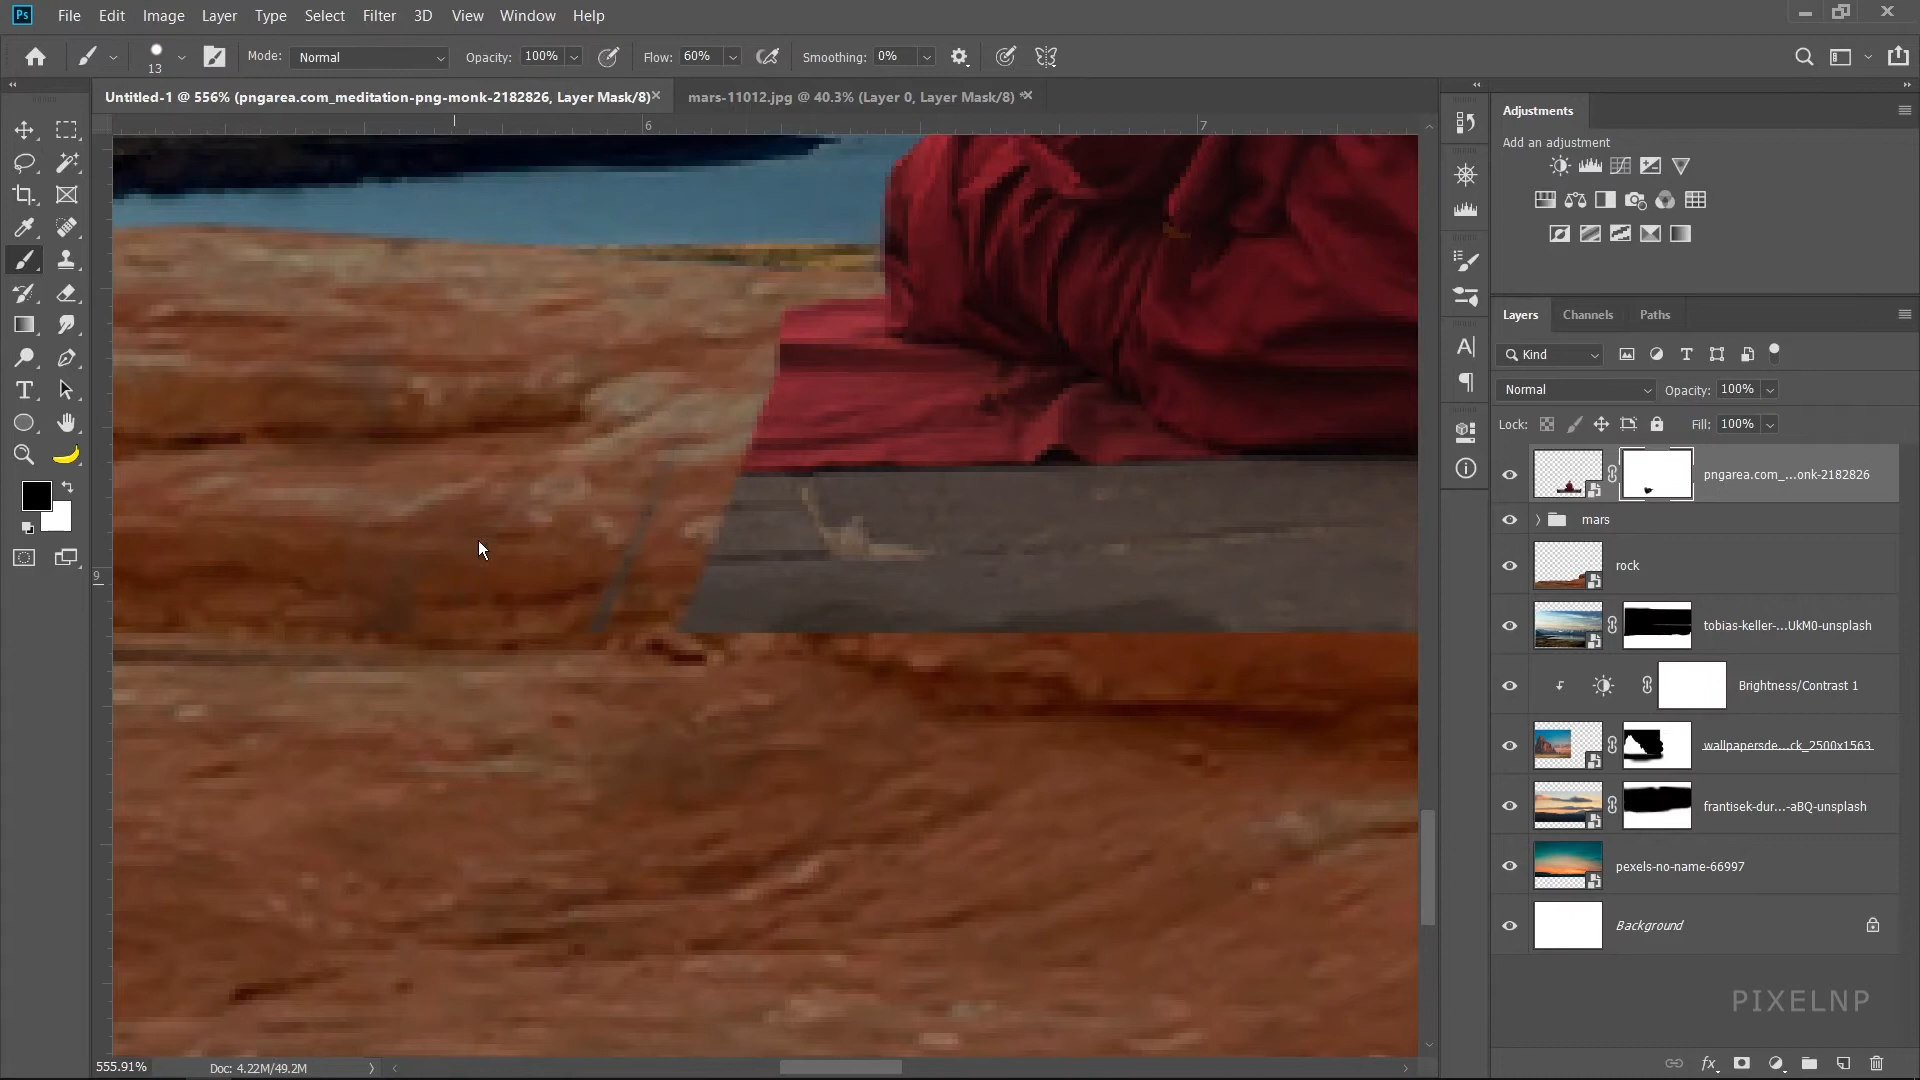 Ps File Edit Image Layer Type Select Filter 3D View Window Help
13 Mode: Normal Opacity: 100% Flow: 60% Smoothing: 0%
Untitled-1 @ 556% (pngarea.com_meditation-png-monk-2182826, Layer Mask/8) mars-11012.jpg @ 40.3% (Layer 0, Layer Mask/8) *
6 7
9
Adjustments
Add an adjustment
Layers Channels Paths
Kind
Normal Opacity: 100%
Lock: Fill: 100%
pngarea.com_...onk-2182826
mars
rock
tobias-keller-...UkM0-unsplash
Brightness/Contrast 1
wallpapersde...ck_2500x1563
frantisek-dur...-aBQ-unsplash
pexels-no-name-66997
Background
PIXELNP
555.91% Doc: 4.22M/49.2M